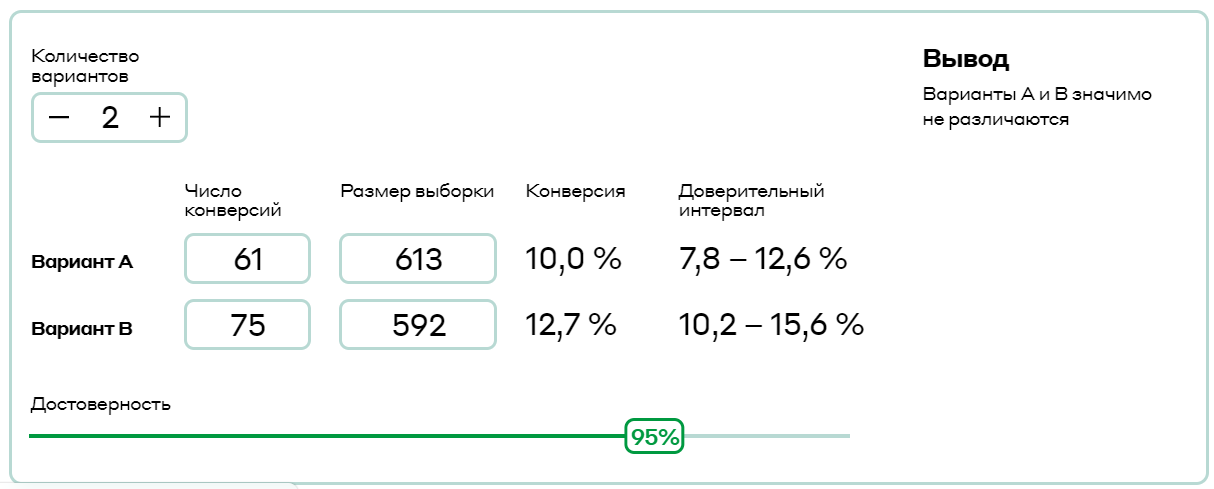 Количество
вариантов
− 2 +
Вывод
Варианты A и B значимо
не различаются
Число
конверсий
Размер выборки
Конверсия
Доверительный
интервал
Вариант A
61
613
10,0 %
7,8 – 12,6 %
Вариант B
75
592
12,7 %
10,2 – 15,6 %
Достоверность
95%